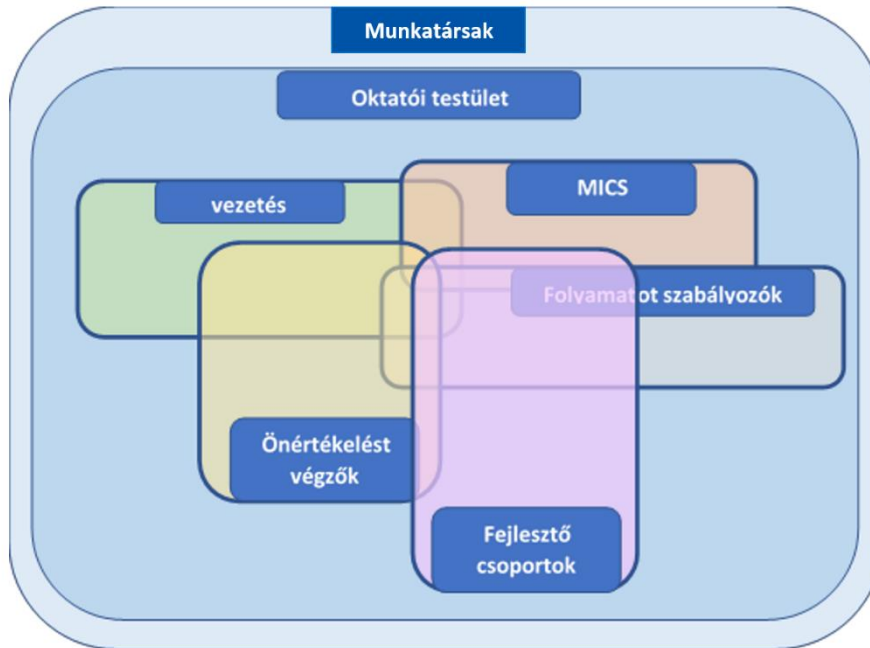 Munkatársak
Oktatói testület
vezetés
MICS
Folyamatot szabályozók
Önértékelést
végzők
Fejlesztő
csoportok